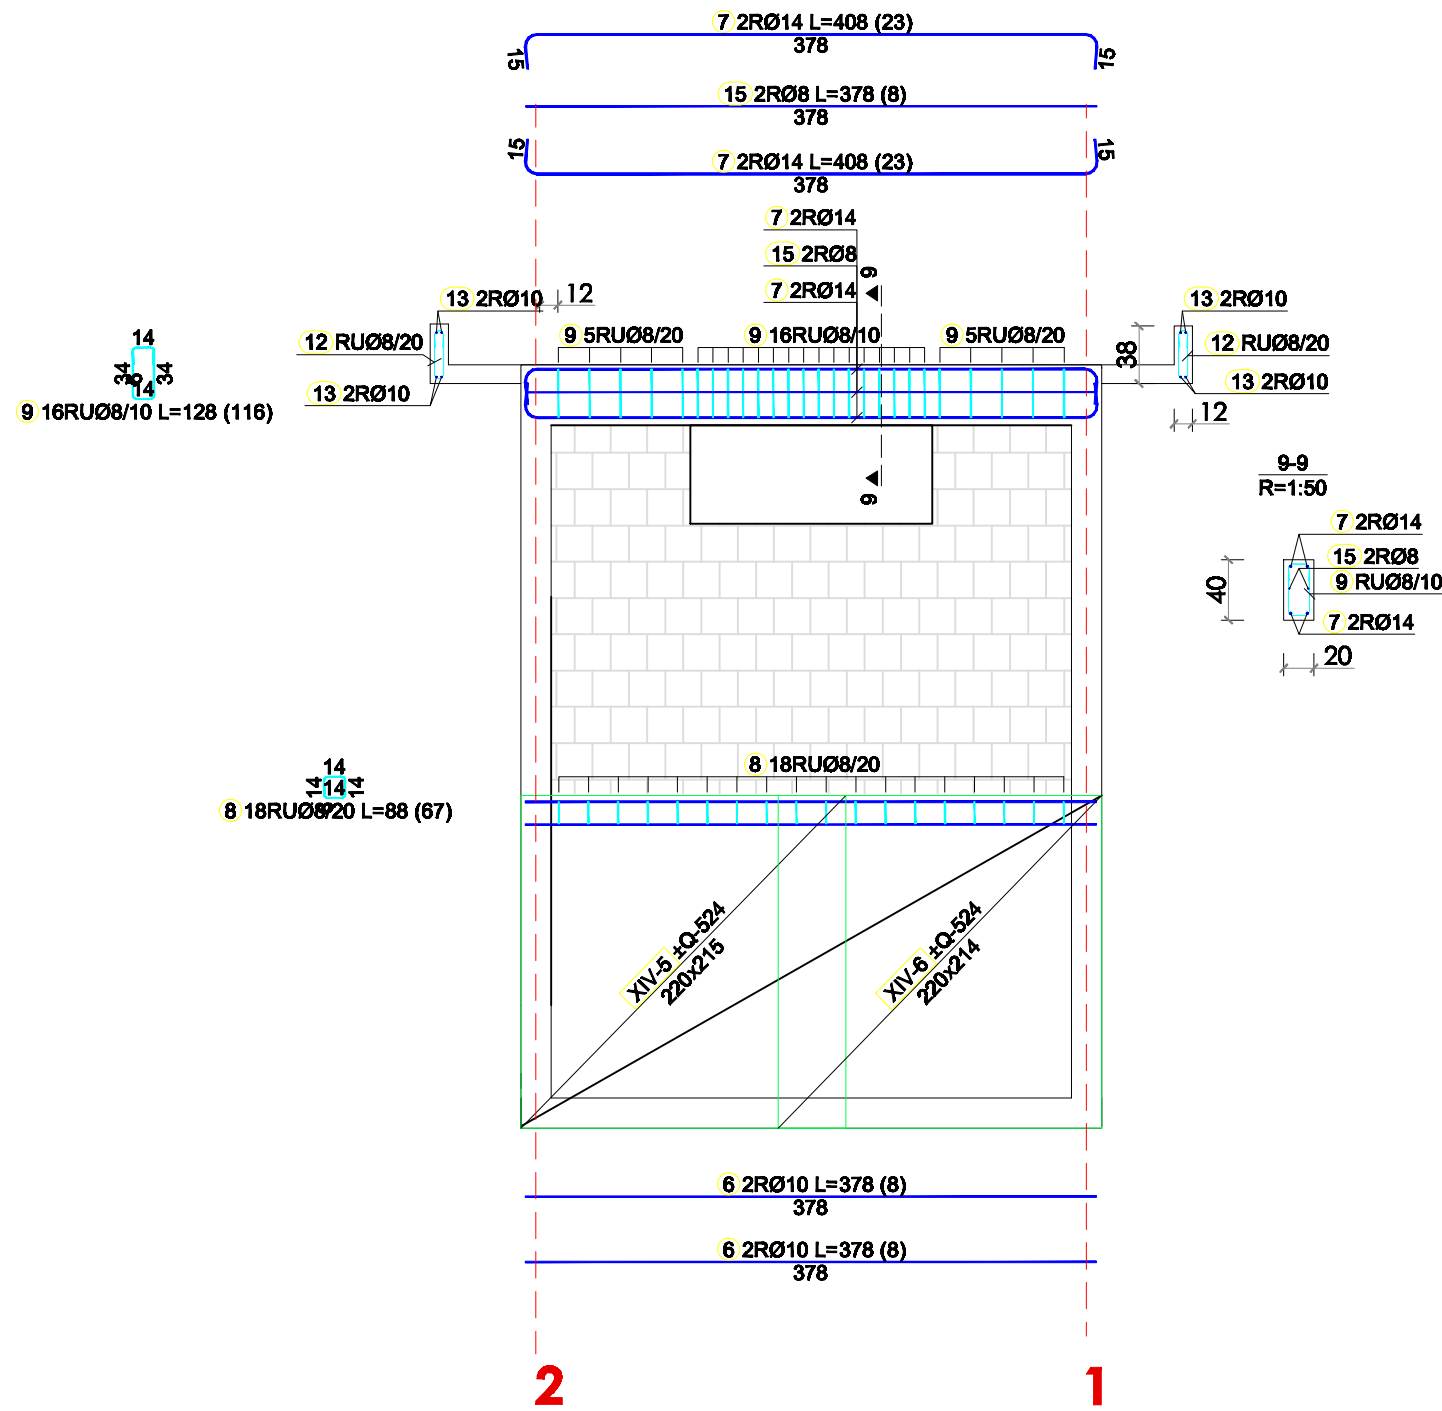 7 2RØ14 L=408 (23)
378
15
15
15 2RØ8 L=378 (8)
378
15
15
7 2RØ14 L=408 (23)
378
7 2RØ14
15 2RØ8
7 2RØ14
9
13 2RØ10
12
13 2RØ10
12 RUØ8/20
9 5RUØ8/20
9 16RUØ8/10
9 5RUØ8/20
38
12 RUØ8/20
14
34
34
14
9 16RUØ8/10 L=128 (116)
13 2RØ10
13 2RØ10
12
9
9-9
R=1:50
7 2RØ14
15 2RØ8
9 RUØ8/10
7 2RØ14
40
20
8 18RUØ8/20
14
14
14
14
8 18RUØ8/20 L=88 (67)
XIV-5 ±Q-524
220x215
XIV-6 ±Q-524
220x214
6 2RØ10 L=378 (8)
378
6 2RØ10 L=378 (8)
378
2
1